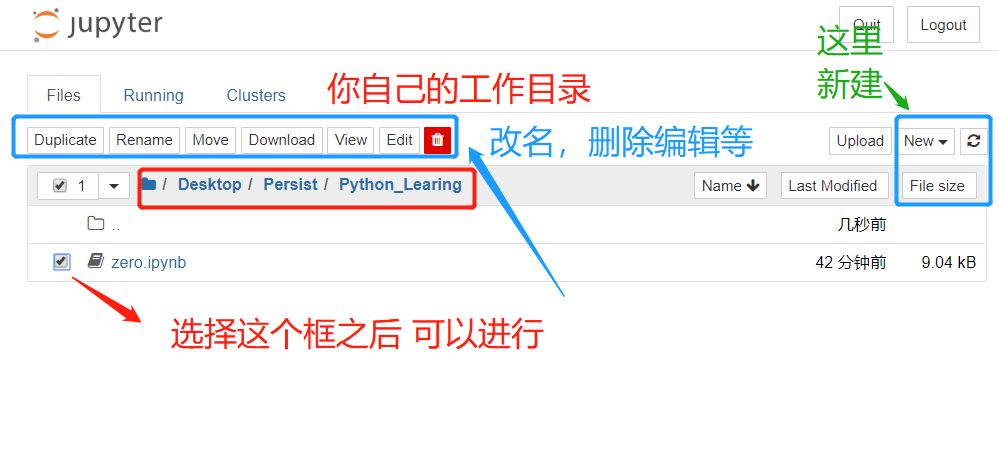 jupyter
Quit Logout
这里
新建
Files Running Clusters
你自己的工作目录
Duplicate Rename Move Download View Edit
改名，删除编辑等
Upload New
1 / Desktop / Persist / Python_Learing
Name Last Modified File size
.. 几秒前
zero.ipynb 42 分钟前 9.04 kB
选择这个框之后 可以进行